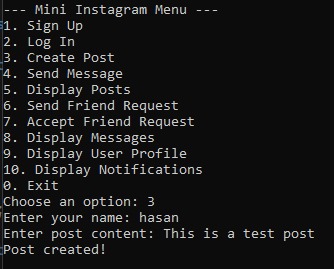 --- Mini Instagram Menu ---
1. Sign Up
2. Log In
3. Create Post
4. Send Message
5. Display Posts
6. Send Friend Request
7. Accept Friend Request
8. Display Messages
9. Display User Profile
10. Display Notifications
0. Exit
Choose an option: 3
Enter your name: hasan
Enter post content: This is a test post
Post created!